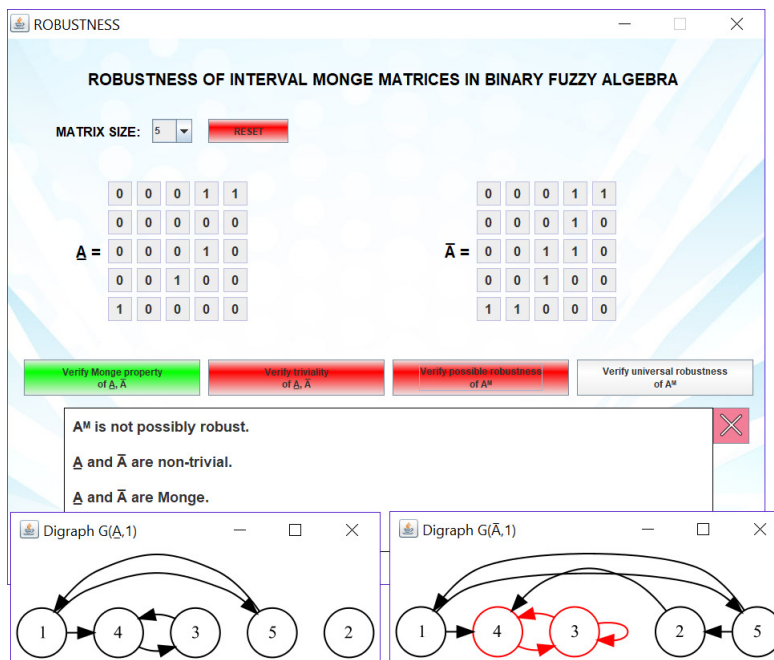 ROBUSTNESS
ROBUSTNESS OF INTERVAL MONGE MATRICES IN BINARY FUZZY ALGEBRA
MATRIX SIZE: 5 RESET
0 0 0 1 1 0 0 0 1 1
0 0 0 0 0 0 0 0 1 0
A̲ = 0 0 0 1 0 A̅ = 0 0 1 1 0
0 0 1 0 0 0 0 1 0 0
1 0 0 0 0 1 1 0 0 0
Verify Monge property Verify triviality Verify possible robustness Verify universal robustness
of A̲, A̅ of A̲, A̅ of Aᴹ of Aᴹ
Aᴹ is not possibly robust.
A̲ and A̅ are non-trivial.
A̲ and A̅ are Monge.
Digraph G(A̲,1) Digraph G(A̅,1)
1 4 3 5 2 1 4 3 2 5